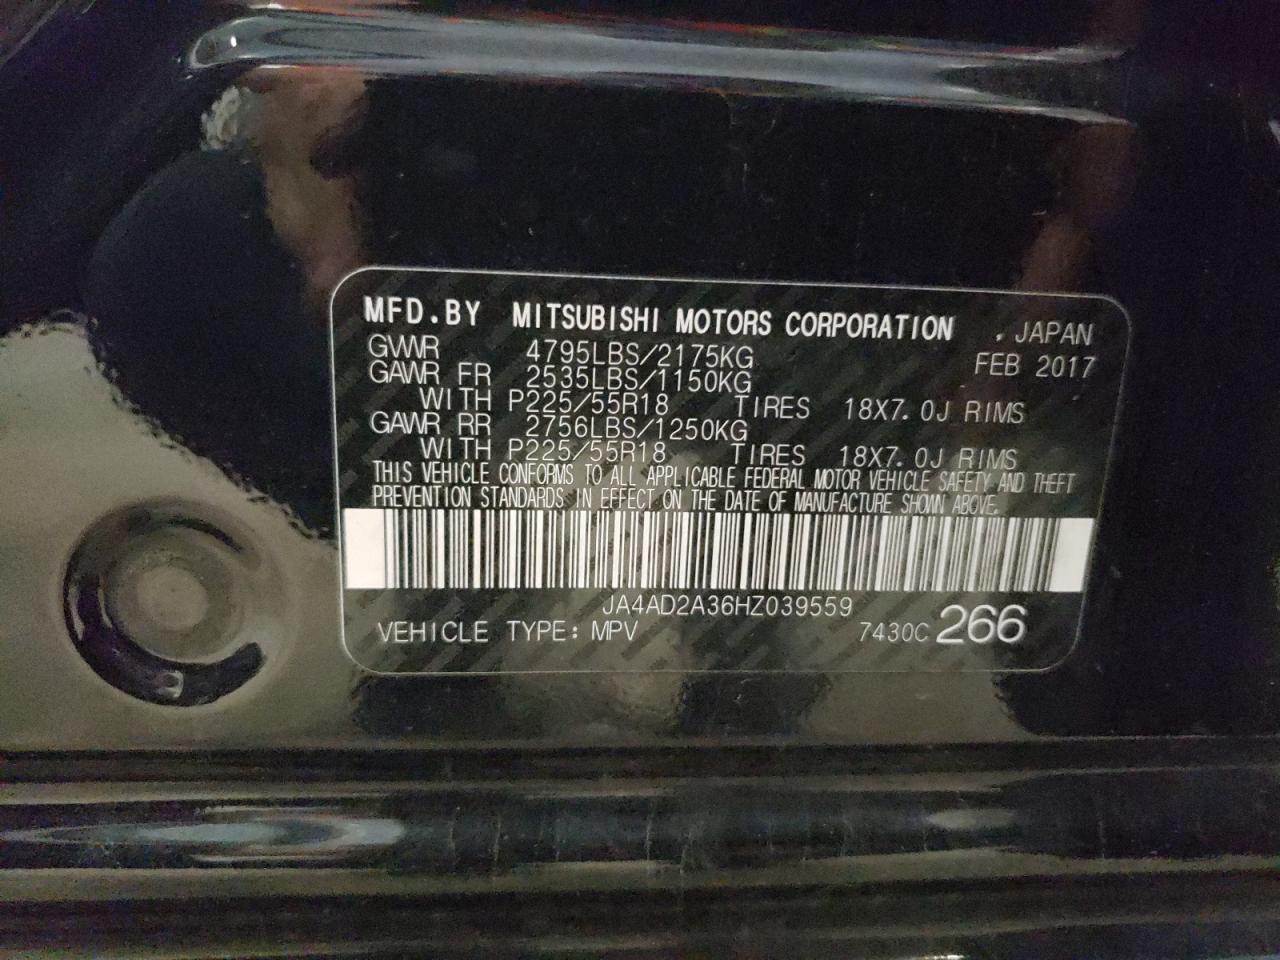 MFD.BY MITSUBISHI MOTORS CORPORATION . JAPAN
GWR 4795LBS/2175KG FEB 2017
GAWR FR 2535LBS/1150KG
WITH P225/55R18 TIRES 18X7.0J RIMS
GAWR RR 2756LBS/1250KG
WITH P225/55R18 TIRES 18X7.0J RIMS
THIS VEHICLE CONFORMS TO ALL APPLICABLE FEDERAL MOTOR VEHICLE SAFETY AND THEFT
PREVENTION STANDARDS IN EFFECT ON THE DATE OF MANUFACTURE SHOWN ABOVE.
JA4AD2A36HZ039559
VEHICLE TYPE: MPV 7430C 266